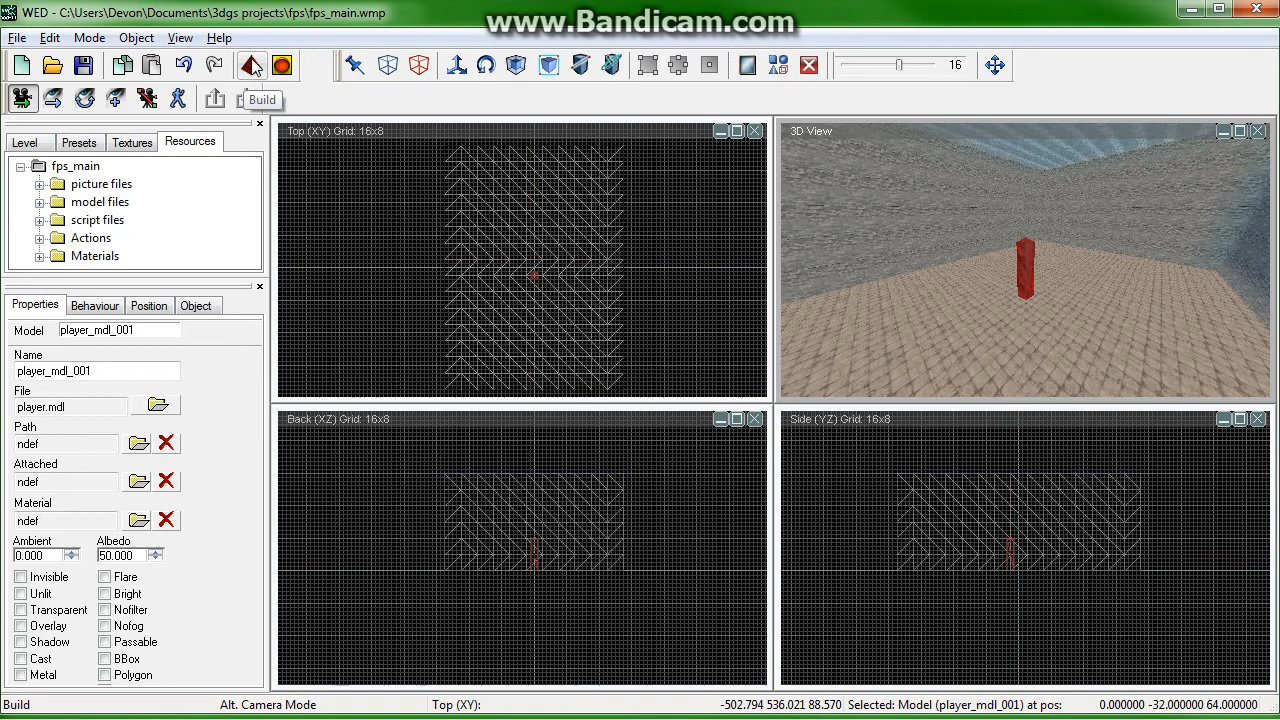 WED - C:\Users\Devon\Documents\3dgs projects\fps\fps_main.wmp
www.Bandicam.com
File Edit Mode Object View Help
16
Build
Level Presets Textures Resources
fps_main
picture files
model files
script files
Actions
Materials
Properties Behaviour Position Object
Model player_mdl_001
Name
player_mdl_001
File
player.mdl
Path
ndef
Attached
ndef
Material
ndef
Ambient Albedo
0.000 50.000
Invisible Flare
Unlit Bright
Transparent Nofilter
Overlay Nofog
Shadow Passable
Cast BBox
Metal Polygon
Top (XY) Grid: 16x8
3D View
Back (XZ) Grid: 16x8
Side (YZ) Grid: 16x8
Build Alt. Camera Mode Top (XY): -502.794 536.021 88.570 Selected: Model (player_mdl_001) at pos: 0.000000 -32.000000 64.000000